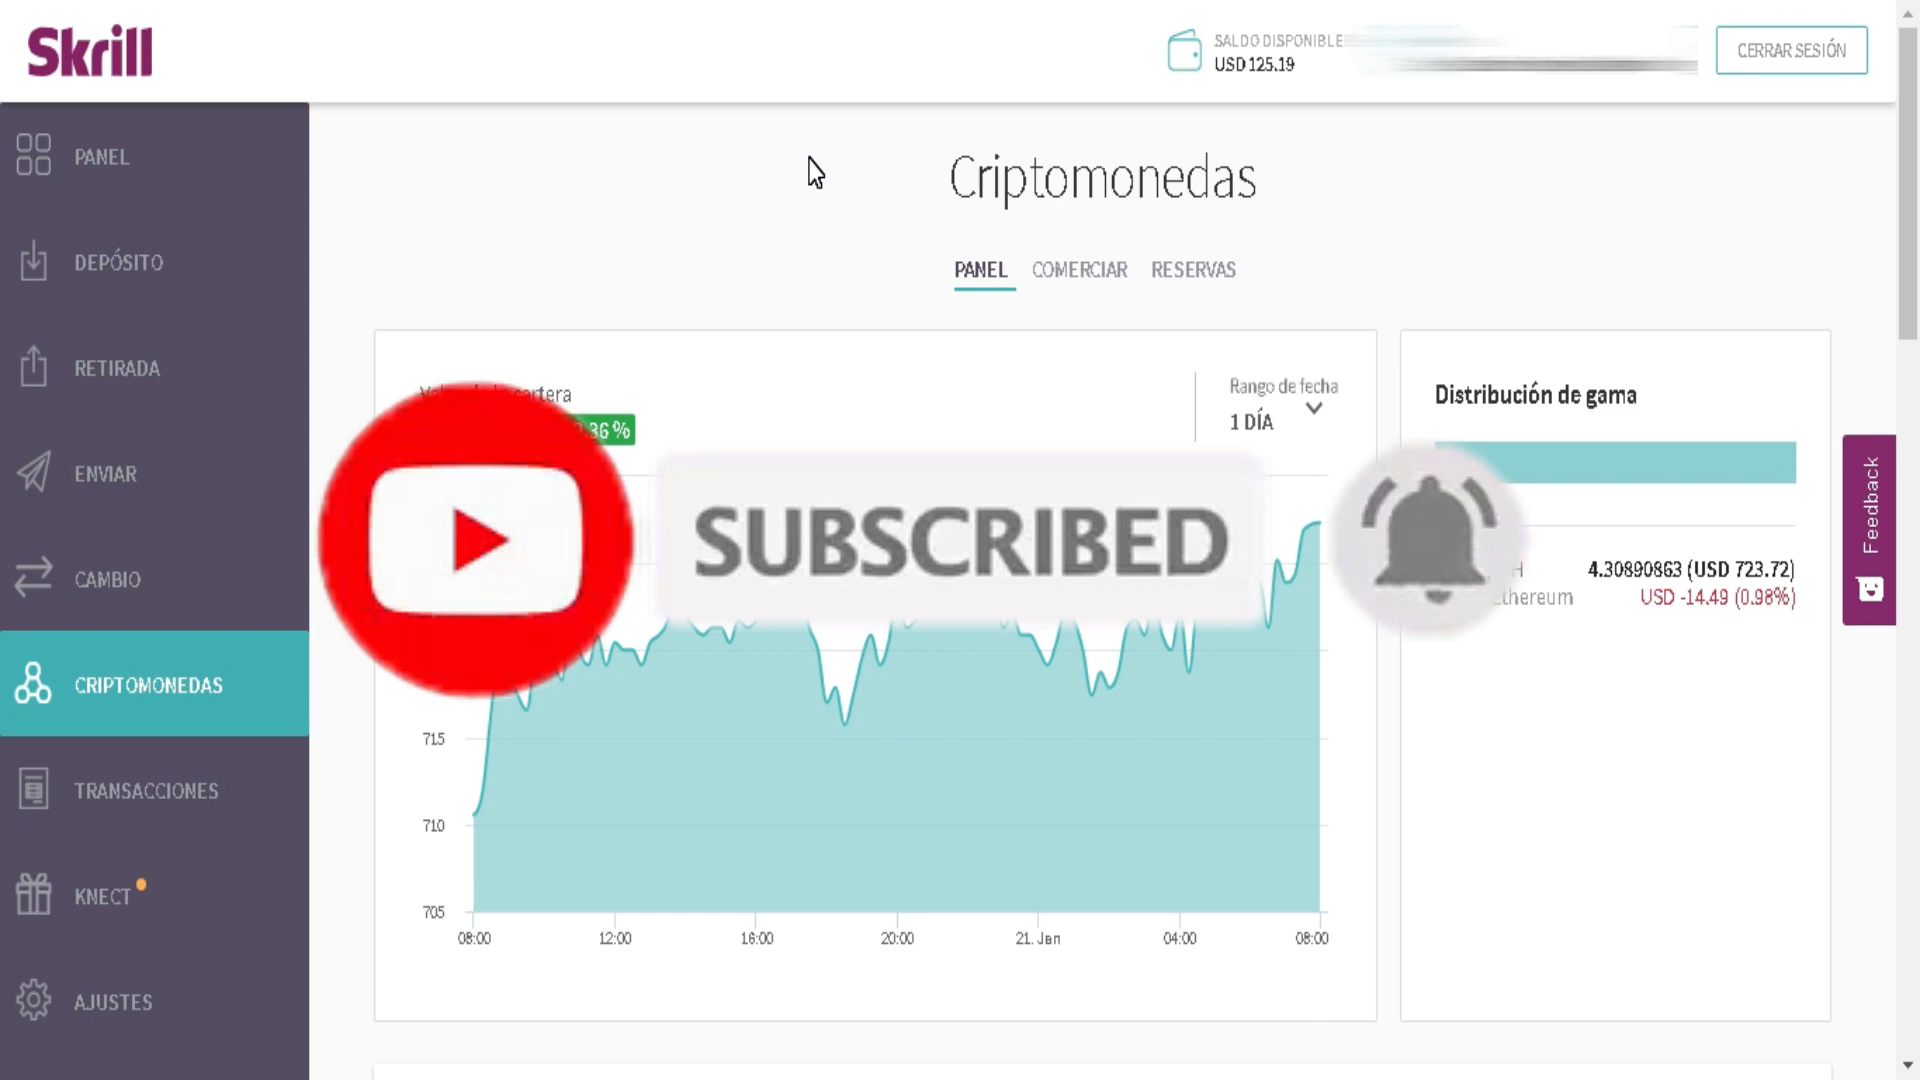 Skrill
SALDO DISPONIBLE
USD 125.19
CERRAR SESIÓN
PANEL
DEPÓSITO
RETIRADA
ENVIAR
CAMBIO
CRIPTOMONEDAS
TRANSACCIONES
KNECT
AJUSTES
Criptomonedas
PANEL COMERCIAR RESERVAS
cartera
36 %
Rango de fecha
1 DÍA
SUBSCRIBED
715
710
705
08:00 12:00 16:00 20:00 21. Jan 04:00 08:00
Distribución de gama
H 4.30890863 (USD 723.72)
Ethereum USD -14.49 (0.98%)
Feedback